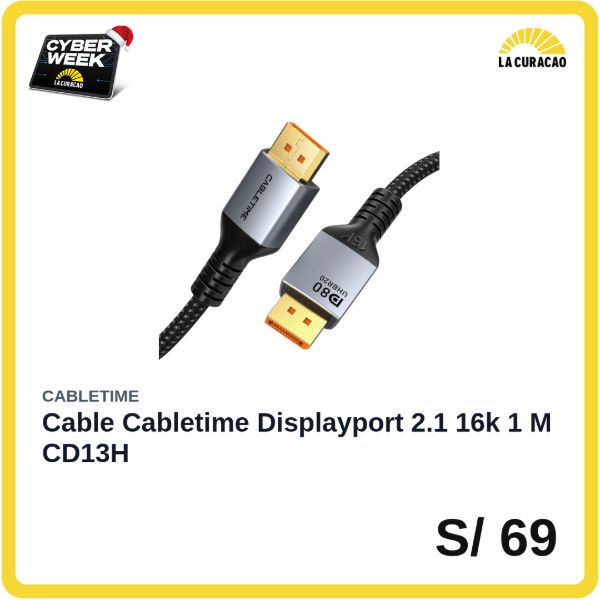 CYBER
WEEK
LA CURACAO
LA CURACAO
CABLETIME
16K
DP80
UHBR20
CABLETIME
Cable Cabletime Displayport 2.1 16k 1 M
CD13H
S/ 69